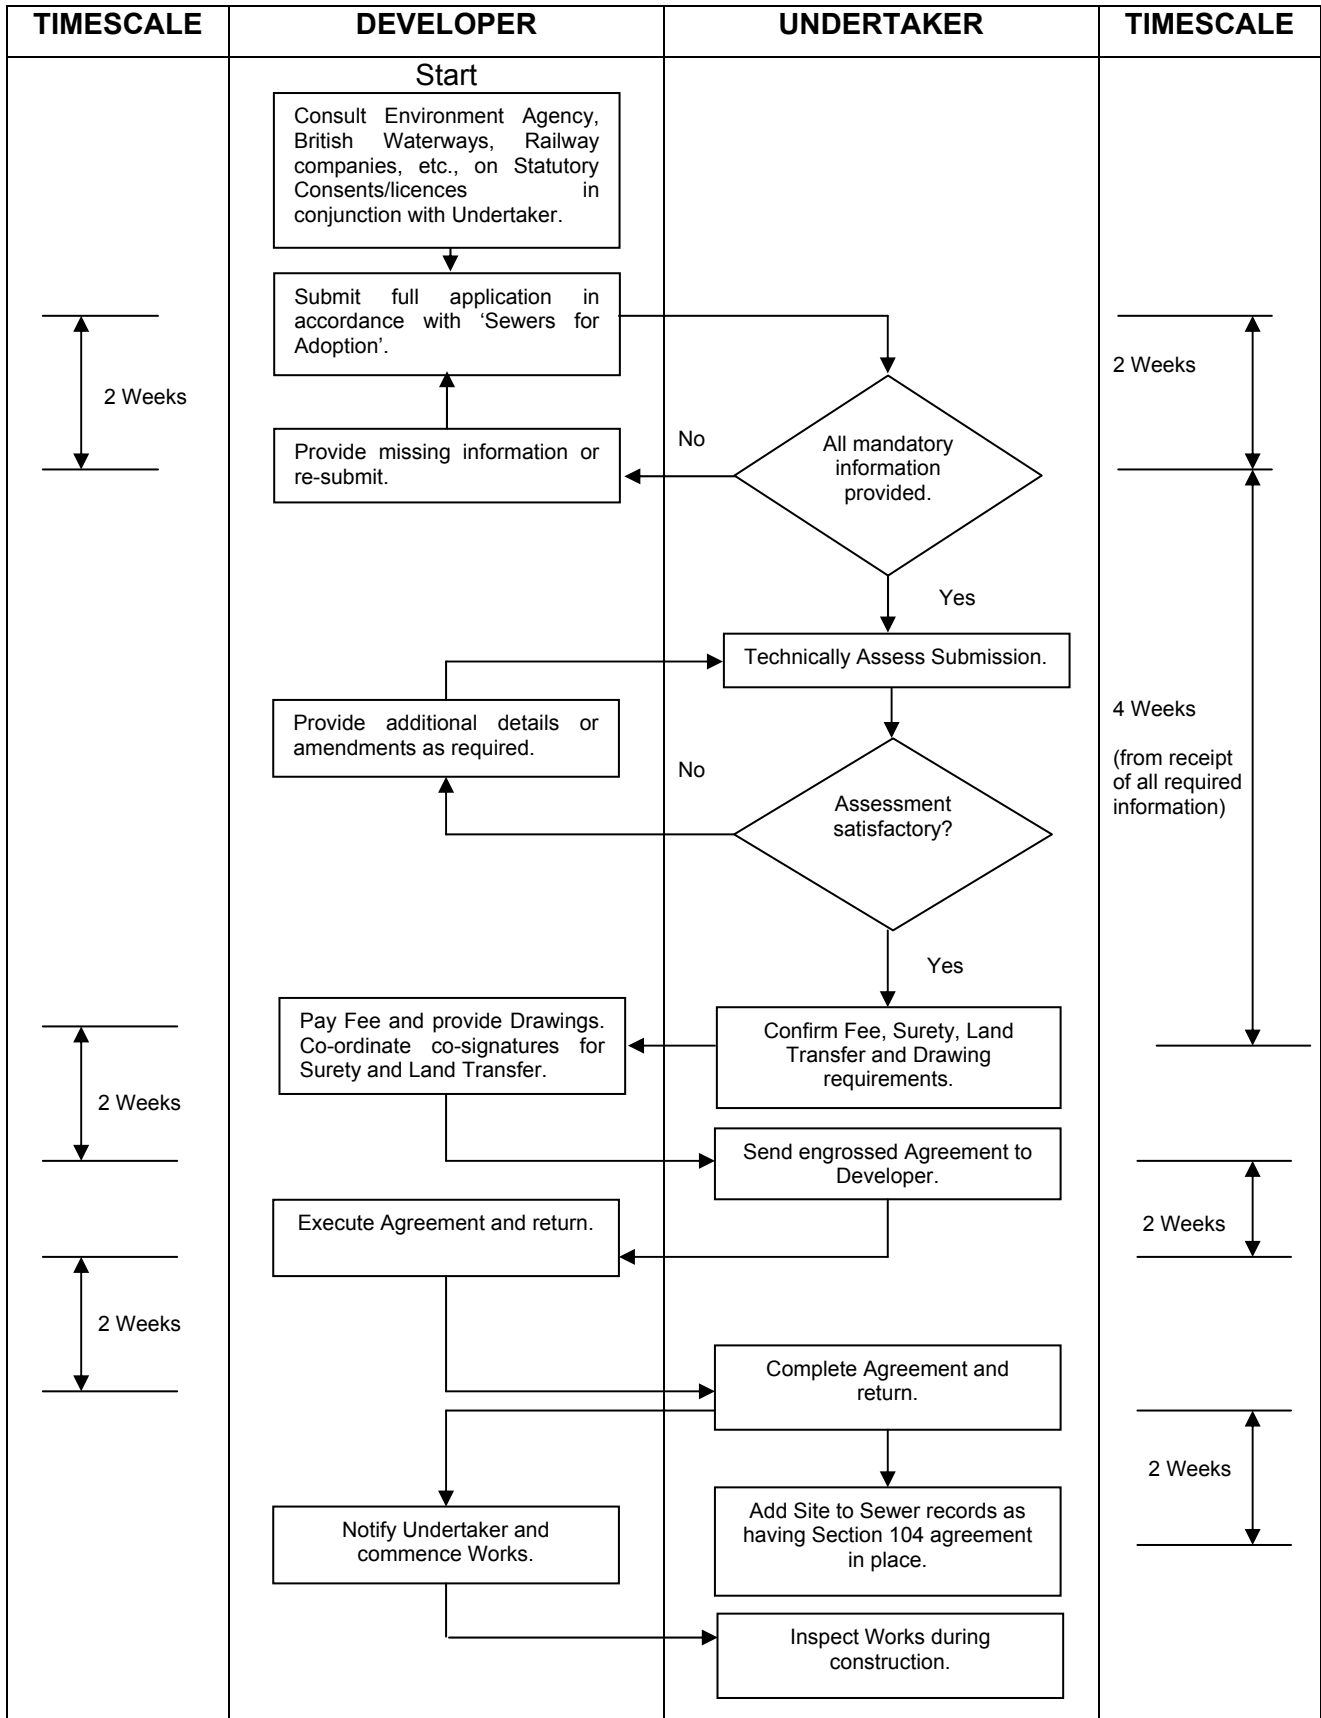 TIMESCALE
DEVELOPER
UNDERTAKER
TIMESCALE
Start
Consult Environment Agency,
British Waterways, Railway
companies, etc., on Statutory
Consents/licences in
conjunction with Undertaker.
Submit full application in
accordance with ‘Sewers for
Adoption’.
2 Weeks
2 Weeks
Provide missing information or
re-submit.
No
All mandatory
information
provided.
Yes
Technically Assess Submission.
Provide additional details or
amendments as required.
No
Assessment
satisfactory?
4 Weeks
(from receipt
of all required
information)
Yes
Pay Fee and provide Drawings.
Co-ordinate co-signatures for
Surety and Land Transfer.
Confirm Fee, Surety, Land
Transfer and Drawing
requirements.
2 Weeks
Send engrossed Agreement to
Developer.
Execute Agreement and return.
2 Weeks
2 Weeks
Complete Agreement and
return.
2 Weeks
Notify Undertaker and
commence Works.
Add Site to Sewer records as
having Section 104 agreement
in place.
Inspect Works during
construction.